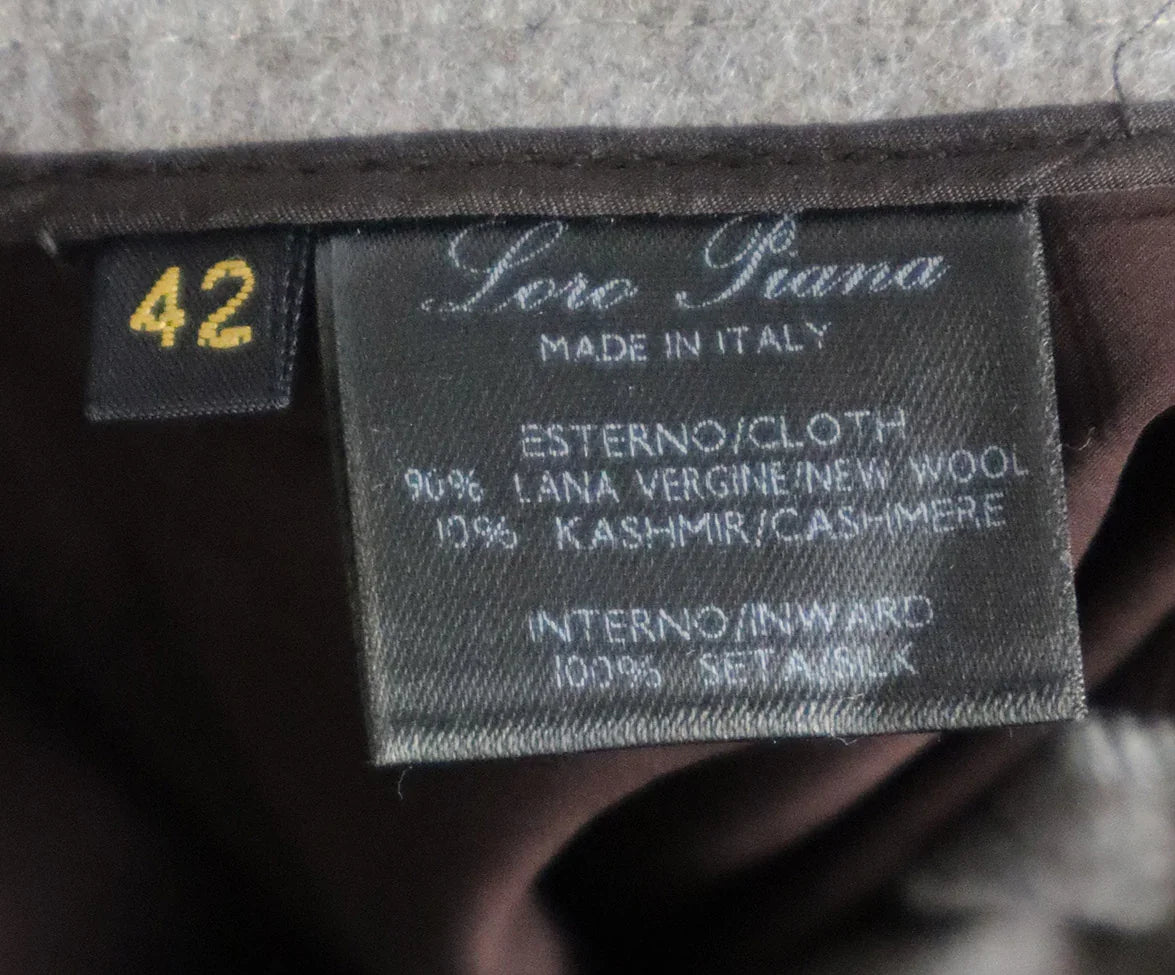 42
Loro Piana
MADE IN ITALY
ESTERNO/CLOTH
90% LANA VERGINE/NEW WOOL
10% KASHMIR/CASHMERE
INTERNO/INWARD
100% SETA/SILK